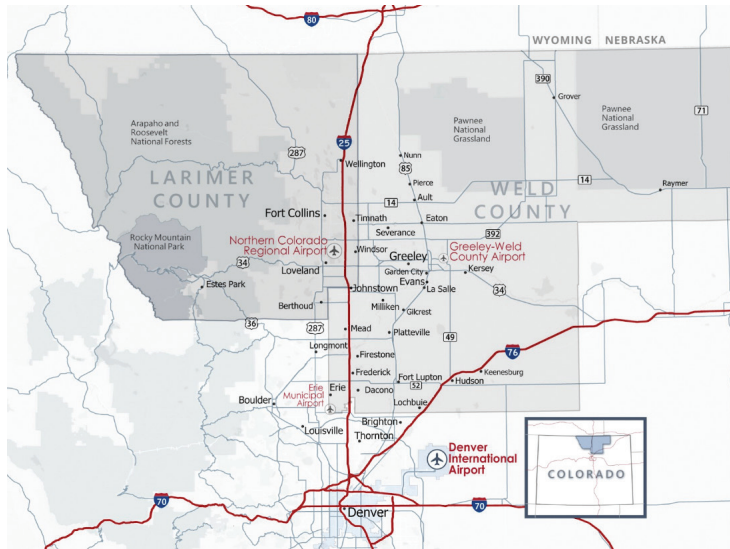 80
WYOMING
NEBRASKA
390
Grover
71
Arapaho and
Roosevelt
National Forests
Pawnee
National
Grassland
Pawnee
National
Grassland
25
287
Nunn
85
Wellington
LARIMER
COUNTY
WELD
COUNTY
Pierce
14
Raymer
14
Ault
Fort Collins
Timnath
Eaton
Severance
392
Rocky Mountain
National Park
Northern Colorado
Regional Airport
Windsor
Greeley
Greeley-Weld
County Airport
34
Loveland
Garden City
Kersey
Evans
Estes Park
Johnstown
La Salle
34
Berthoud
Milliken
Gilcrest
36
287
Mead
Platteville
49
Longmont
Firestone
76
Frederick
Keenesburg
Fort Lupton
52
Hudson
Erie
Municipal
Airport
Erie
Dacono
Boulder
Lochbuie
Louisville
Brighton
Thornton
Denver
International
Airport
COLORADO
70
70
Denver